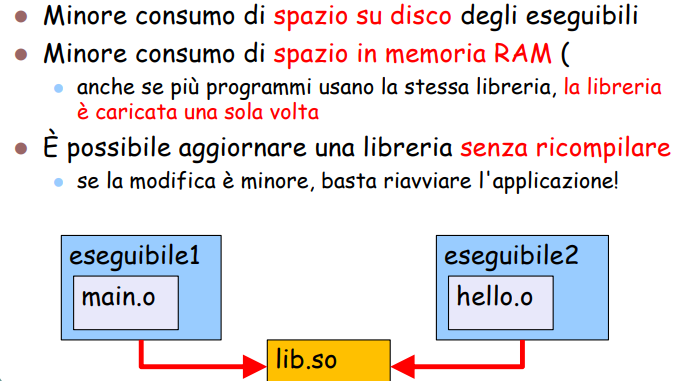 Minore consumo di spazio su disco degli eseguibili
Minore consumo di spazio in memoria RAM (
anche se più programmi usano la stessa libreria, la libreria
è caricata una sola volta
È possibile aggiornare una libreria senza ricompilare
se la modifica è minore, basta riavviare l'applicazione!
eseguibile1
eseguibile2
main.o
hello.o
lib.so